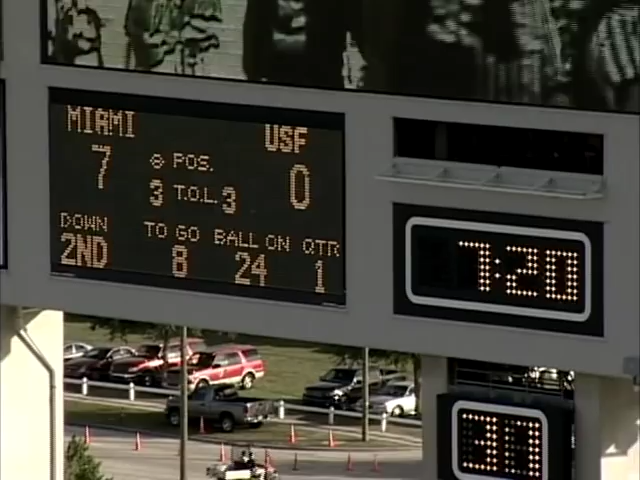 MIAMI USF
7 POS. 0
3 T.O.L. 3
DOWN TO GO BALL ON QTR
2ND 8 24 1
7:20